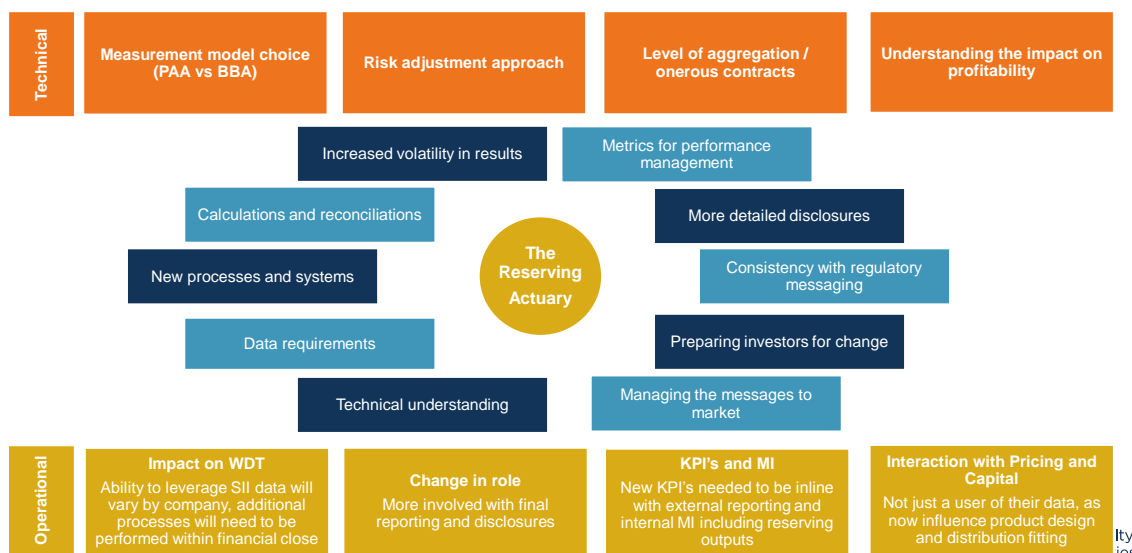 Technical
Measurement model choice
(PAA vs BBA)
Risk adjustment approach
Level of aggregation /
onerous contracts
Understanding the impact on
profitability
Increased volatility in results
Metrics for performance
management
Calculations and reconciliations
More detailed disclosures
The
Reserving
Actuary
New processes and systems
Consistency with regulatory
messaging
Data requirements
Preparing investors for change
Technical understanding
Managing the messages to
market
Operational
Impact on WDT
Ability to leverage SII data will
vary by company, additional
processes will need to be
performed within financial close
Change in role
More involved with final
reporting and disclosures
KPI's and MI
New KPI's needed to be inline
with external reporting and
internal MI including reserving
outputs
Interaction with Pricing and
Capital
Not just a user of their data, as
now influence product design
and distribution fitting